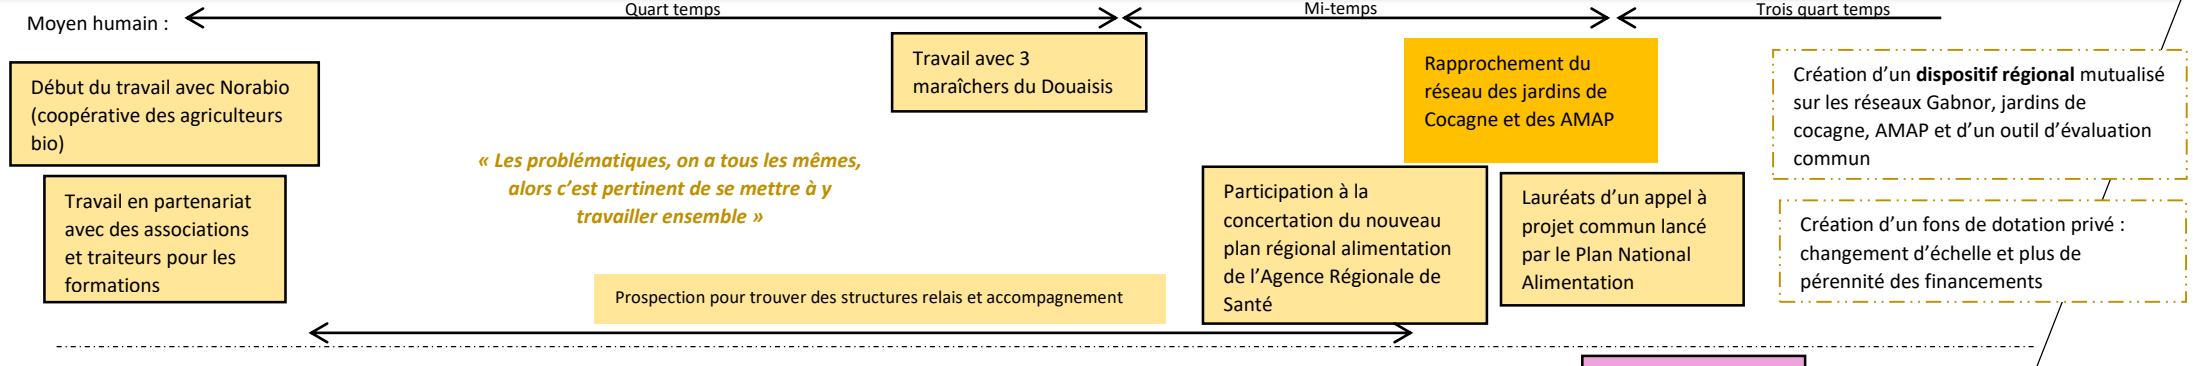 Moyen humain :
Quart temps
Mi-temps
Trois quart temps
Début du travail avec Norabio
(coopérative des agriculteurs
bio)
Travail en partenariat
avec des associations
et traiteurs pour les
formations
« Les problématiques, on a tous les mêmes,
alors c’est pertinent de se mettre à y
travailler ensemble »
Travail avec 3
maraîchers du Douaisis
Prospection pour trouver des structures relais et accompagnement
Rapprochement du
réseau des jardins de
Cocagne et des AMAP
Participation à la
concertation du nouveau
plan régional alimentation
de l’Agence Régionale de
Santé
Lauréats d’un appel à
projet commun lancé
par le Plan National
Alimentation
Création d’un dispositif régional mutualisé
sur les réseaux Gabnor, jardins de
cocagne, AMAP et d’un outil d’évaluation
commun
Création d’un fons de dotation privé :
changement d’échelle et plus de
pérennité des financements